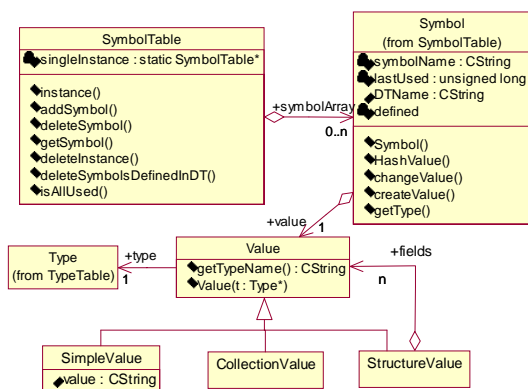 SymbolTable
singleInstance : static SymbolTable*
instance()
addSymbol()
deleteSymbol()
getSymbol()
deleteInstance()
deleteSymbolsDefinedInDT()
isAllUsed()
+symbolArray
0..n
Symbol
(from SymbolTable)
symbolName : CString
lastUsed : unsigned long
DTName : CString
defined
Symbol()
HashValue()
changeValue()
createValue()
getType()
+value
1
Type
(from TypeTable)
+type
1
Value
getTypeName() : CString
Value(t : Type*)
+fields
n
SimpleValue
value : CString
CollectionValue
StructureValue